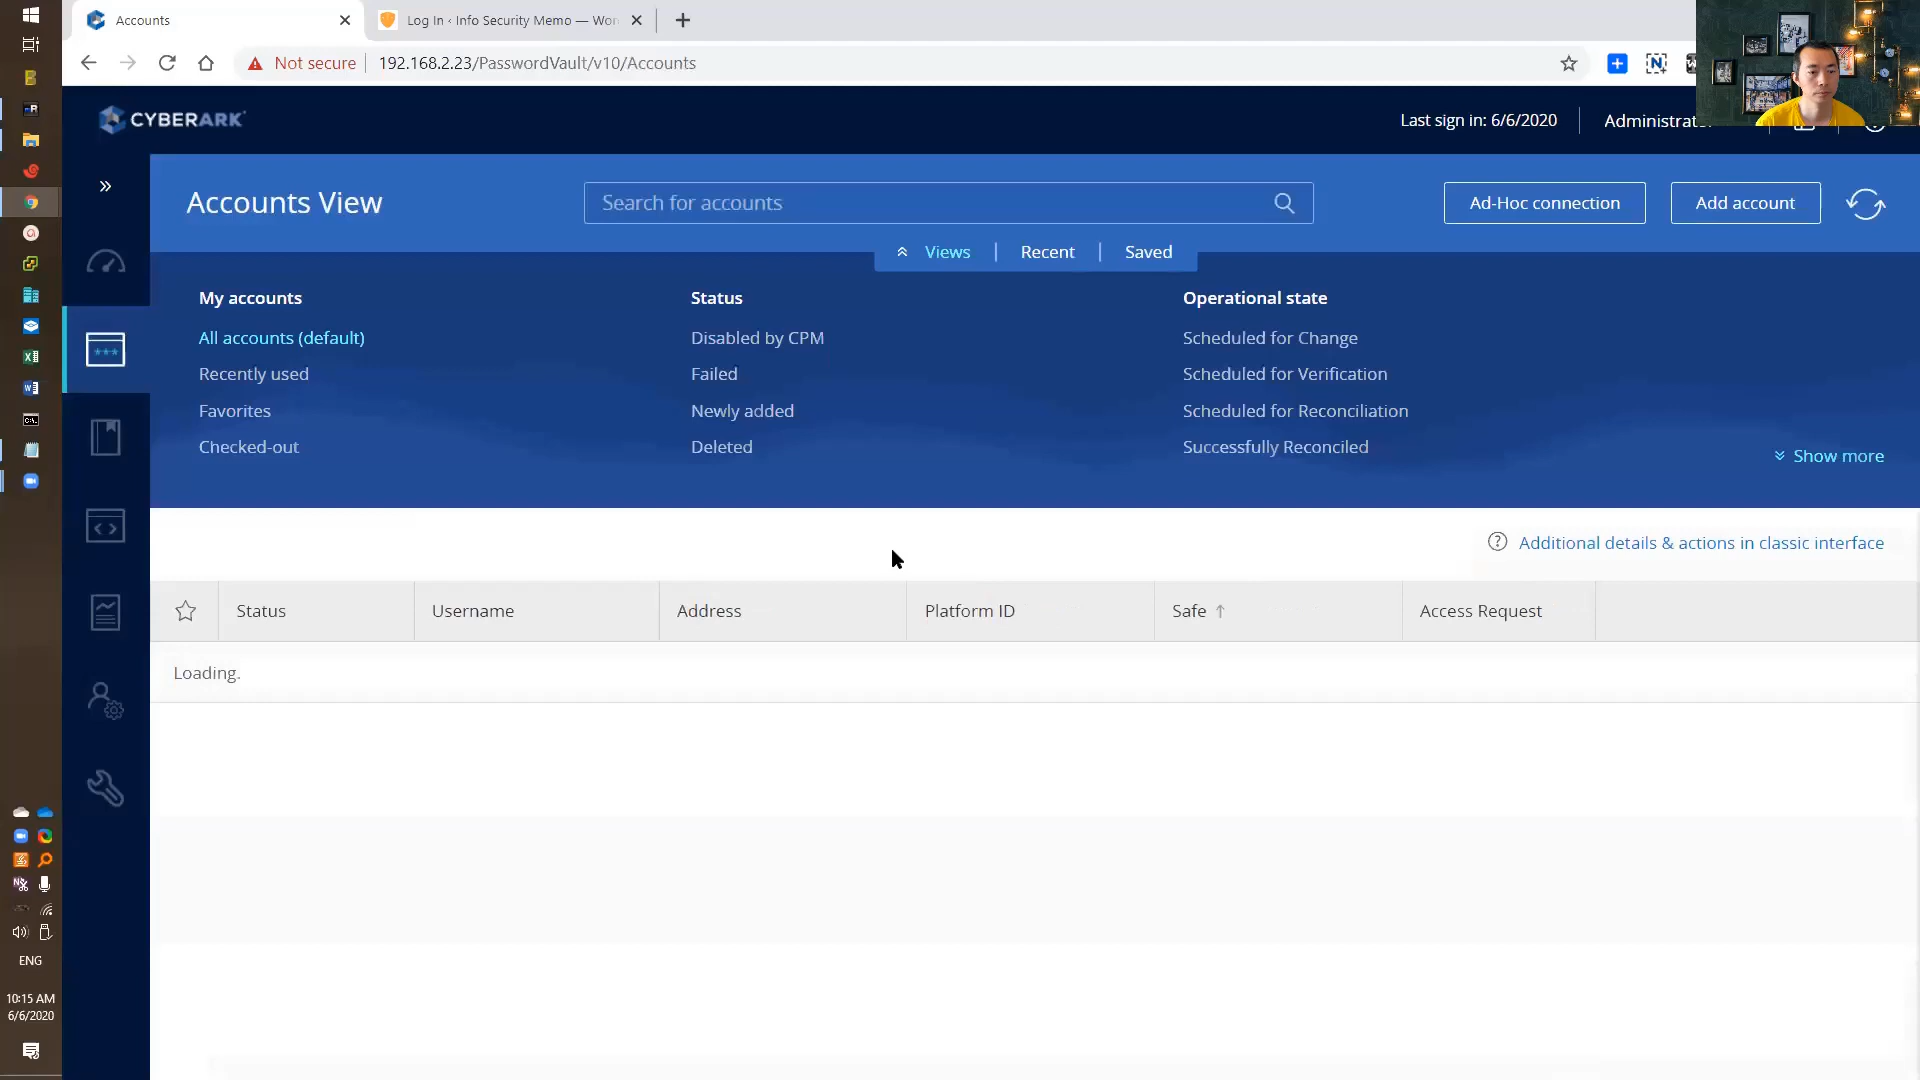 Accounts
Log In ‹ Info Security Memo — Wor
Not secure
192.168.2.23/PasswordVault/v10/Accounts
CYBERARK
Last sign in: 6/6/2020
Administrato
Accounts View
Search for accounts
Ad-Hoc connection
Add account
Views
Recent
Saved
My accounts
Status
Operational state
All accounts (default)
Disabled by CPM
Scheduled for Change
Recently used
Failed
Scheduled for Verification
Favorites
Newly added
Scheduled for Reconciliation
Checked-out
Deleted
Successfully Reconciled
Show more
Additional details & actions in classic interface
Status
Username
Address
Platform ID
Safe ↑
Access Request
Loading.
ENG
10:15 AM
6/6/2020